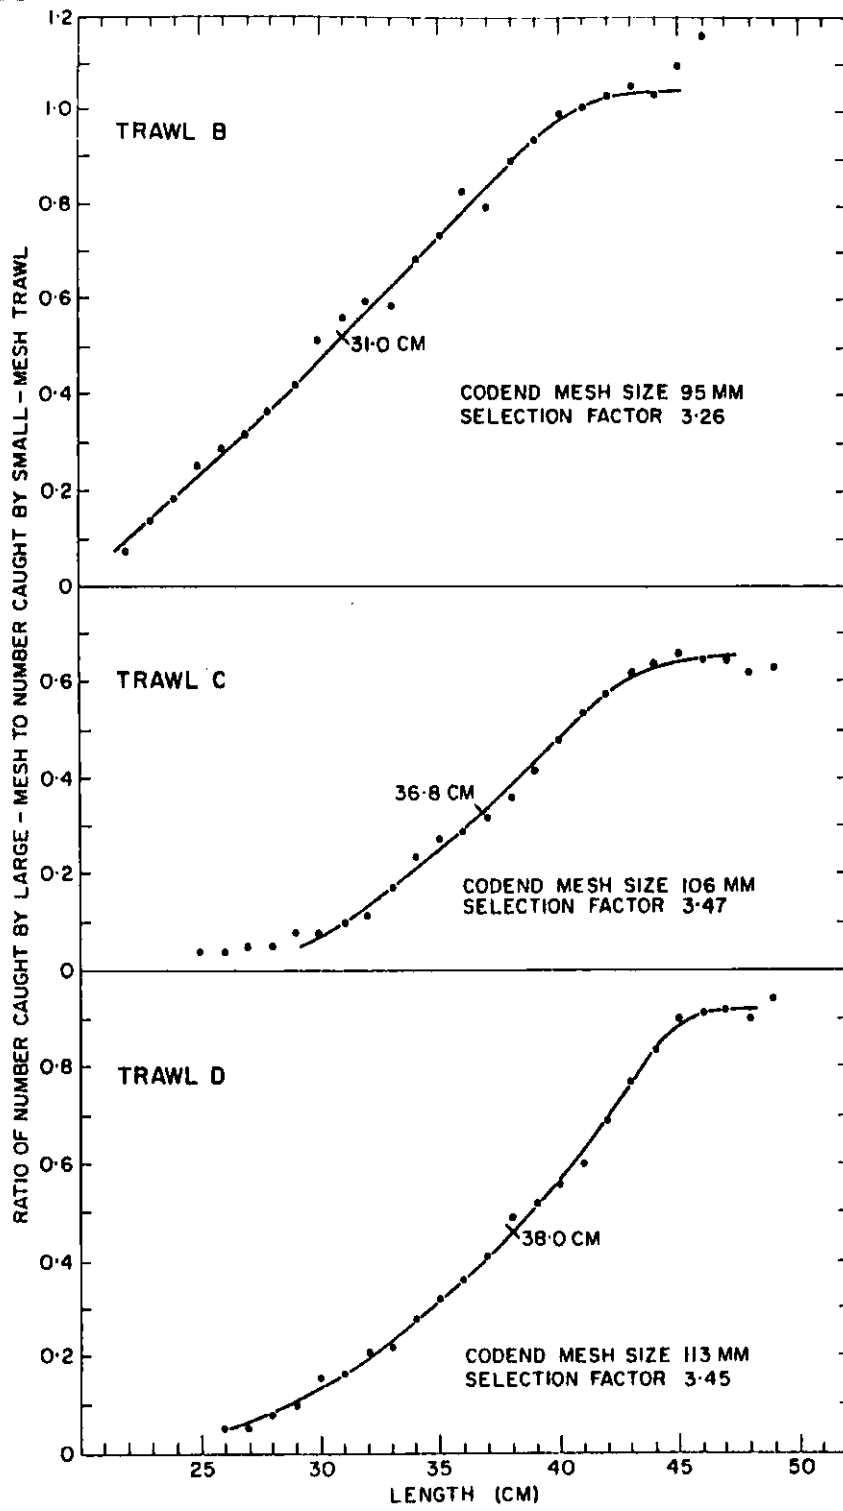 RATIO OF NUMBER CAUGHT BY LARGE - MESH TO NUMBER CAUGHT BY SMALL - MESH TRAWL
1·2
1·0
0·8
0·6
0·4
0·2
0
TRAWL B
31·0 CM
CODEND MESH SIZE 95 MM
SELECTION FACTOR 3·26
0·6
0·4
0·2
0
TRAWL C
36·8 CM
CODEND MESH SIZE 106 MM
SELECTION FACTOR 3·47
0·8
0·6
0·4
0·2
0
TRAWL D
38·0 CM
CODEND MESH SIZE 113 MM
SELECTION FACTOR 3·45
25 30 35 40 45 50
LENGTH (CM)